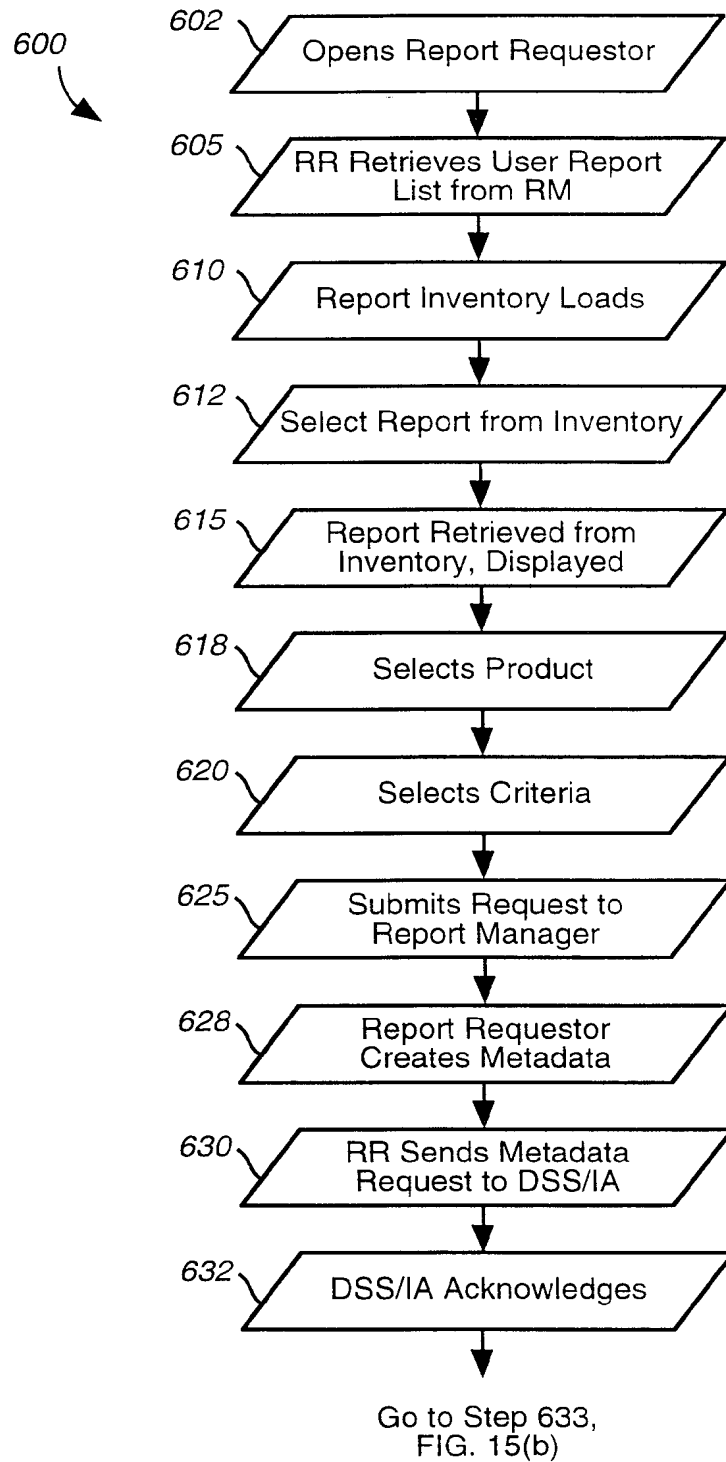 600
602
Opens Report Requestor
605
RR Retrieves User Report
List from RM
610
Report Inventory Loads
612
Select Report from Inventory
615
Report Retrieved from
Inventory, Displayed
618
Selects Product
620
Selects Criteria
625
Submits Request to
Report Manager
628
Report Requestor
Creates Metadata
630
RR Sends Metadata
Request to DSS/IA
632
DSS/IA Acknowledges
Go to Step 633,
FIG. 15(b)